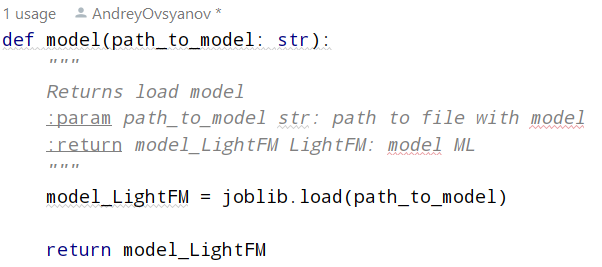 1 usage AndreyOvsyanov *
def model(path_to_model: str):
    """
    Returns load model
    :param path_to_model str: path to file with model
    :return model_LightFM LightFM: model ML
    """
    model_LightFM = joblib.load(path_to_model)
    return model_LightFM